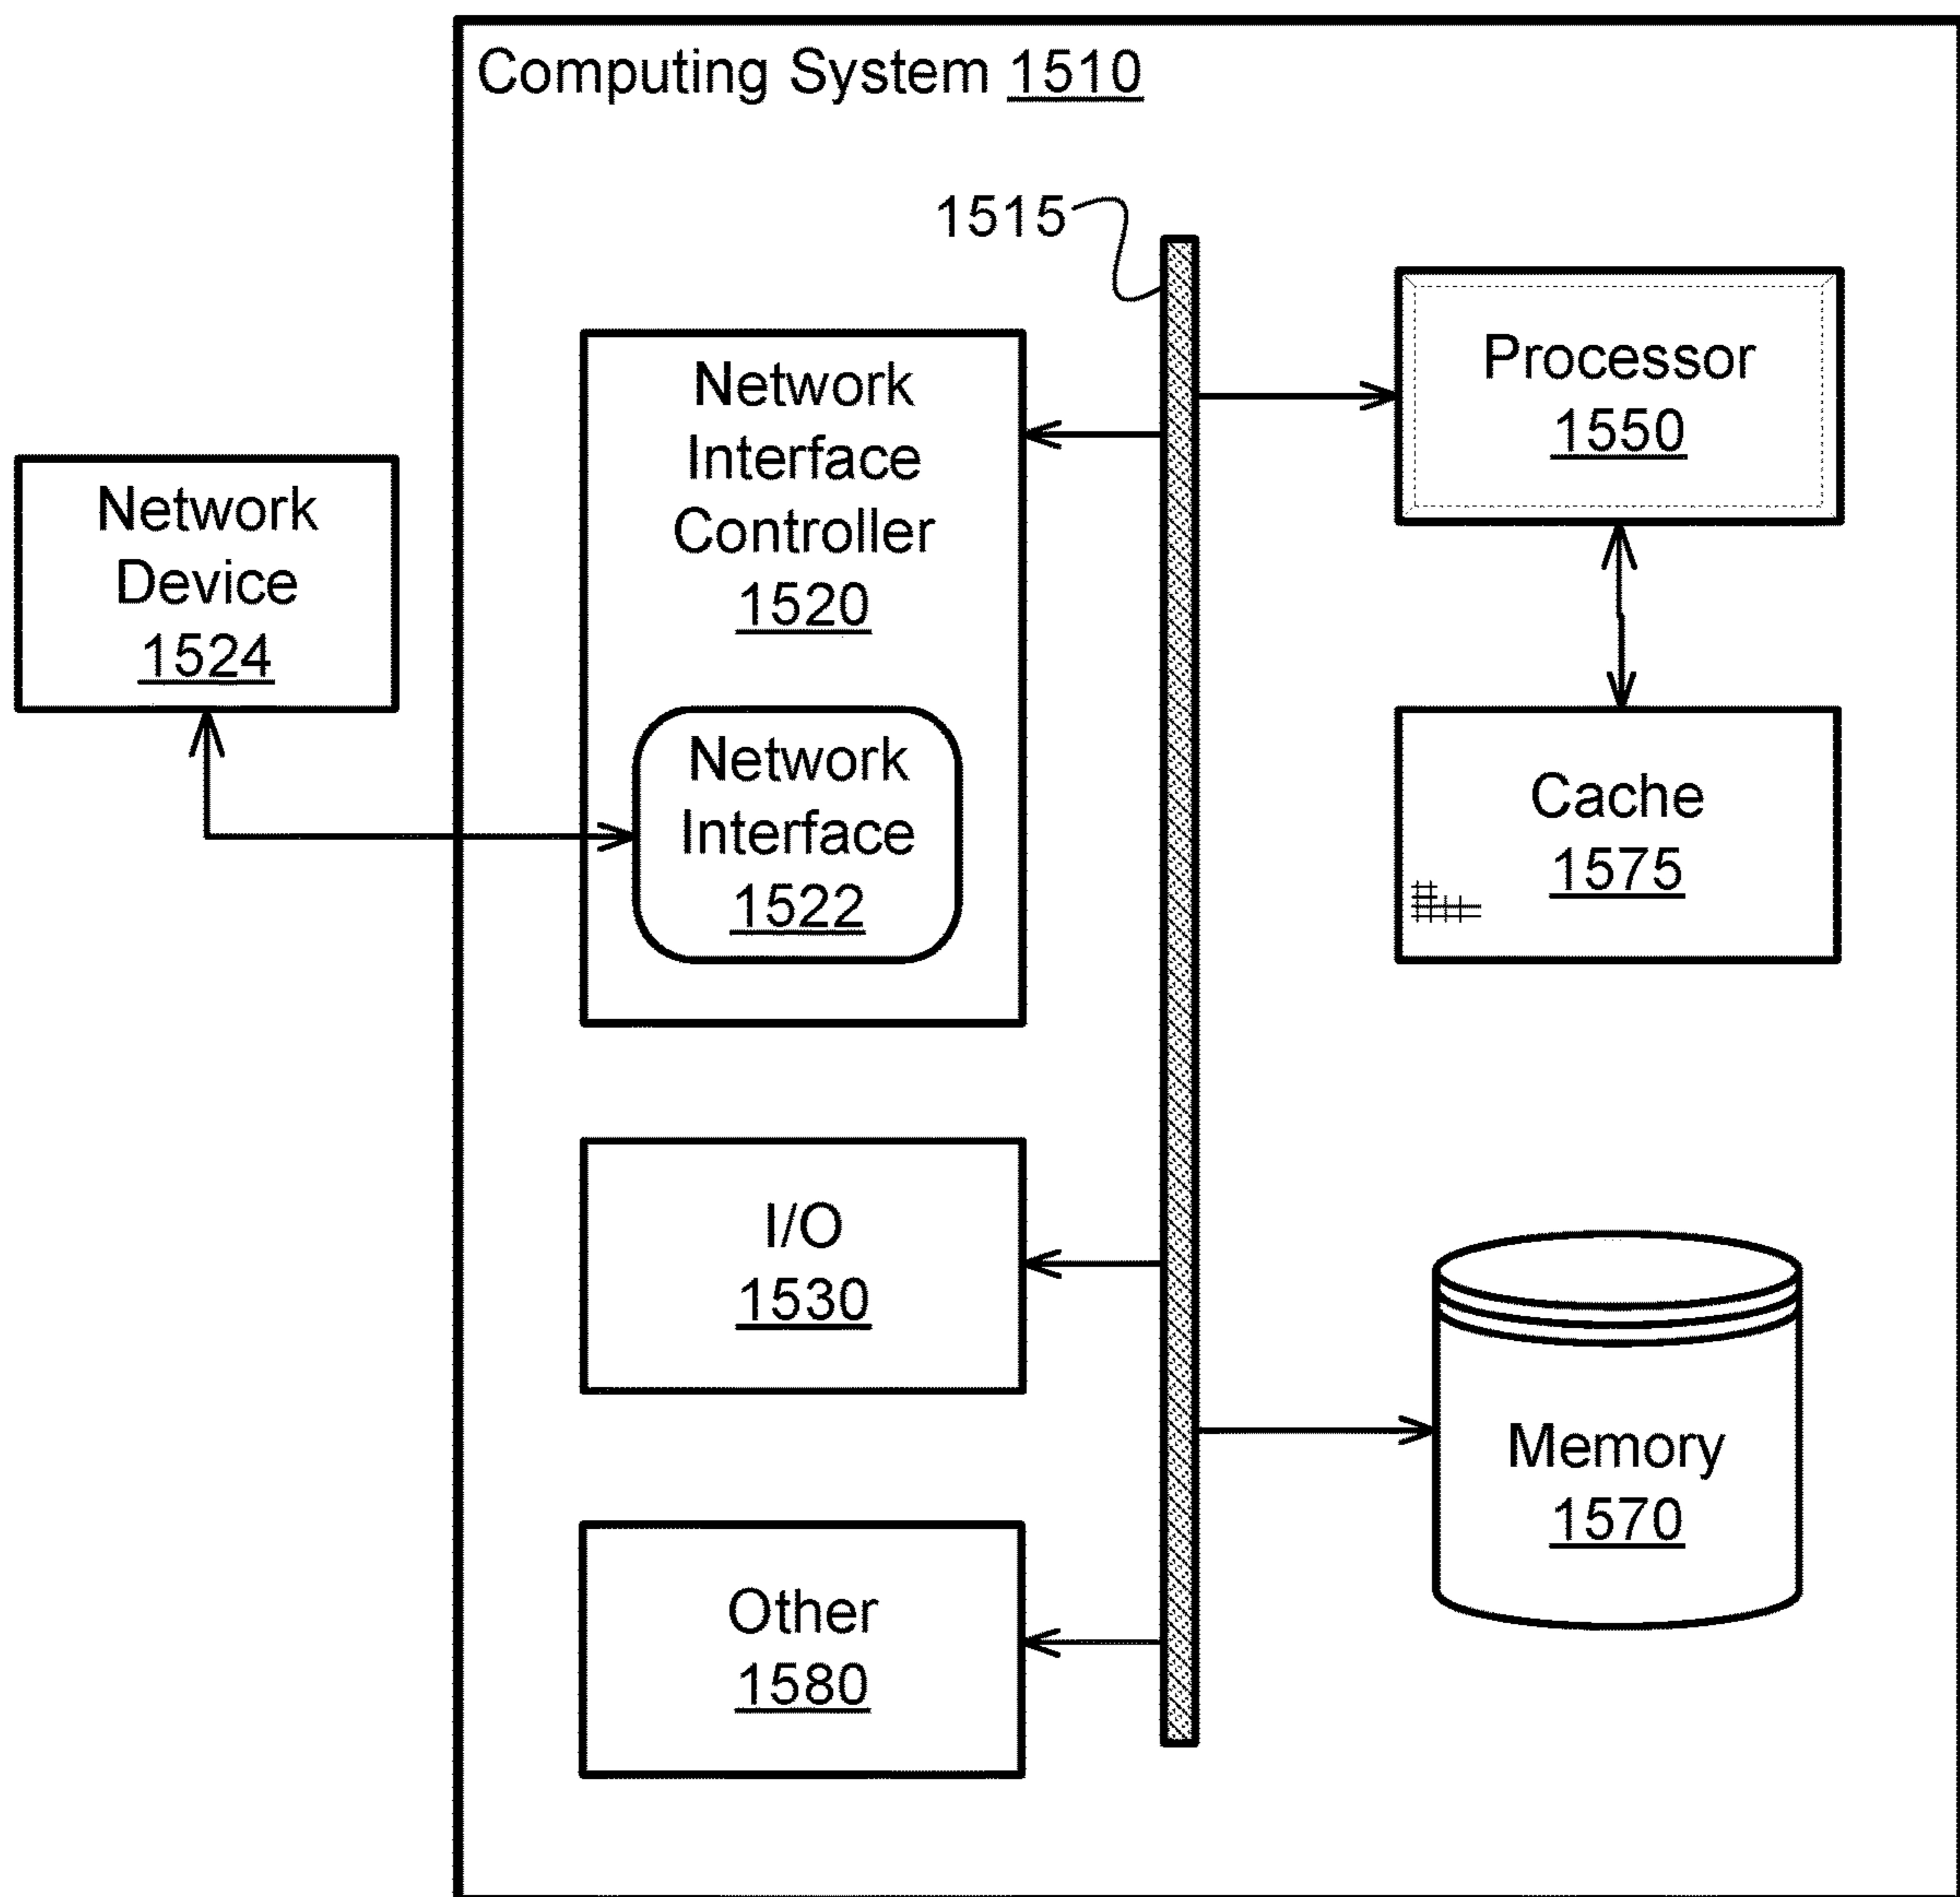 Computing System 1510
1515
Network
Interface
Controller
1520
Processor
1550
Network
Device
1524
Network
Interface
1522
Cache
1575
I/O
1530
Memory
1570
Other
1580